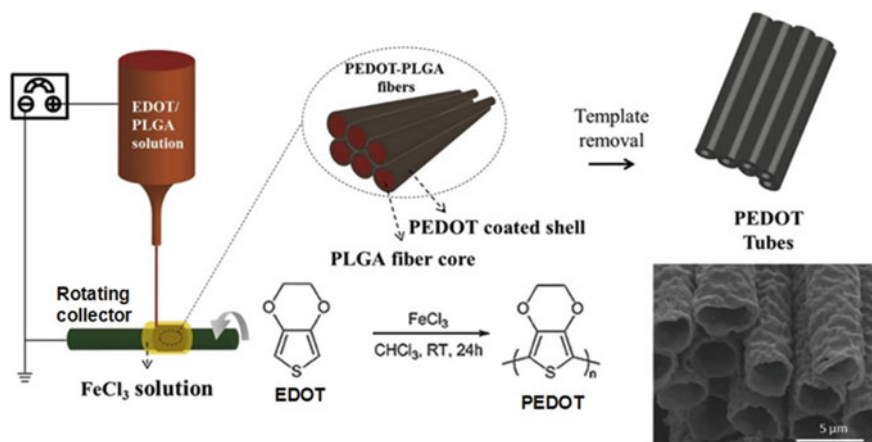 EDOT/
PLGA
solution
PEDOT-PLGA
fibers
Template
removal
PEDOT coated shell
PLGA fiber core
PEDOT
Tubes
Rotating
collector
FeCl3 solution
O
O
S
EDOT
FeCl3
CHCl3, RT, 24h
O
O
S
n
PEDOT
5 µm